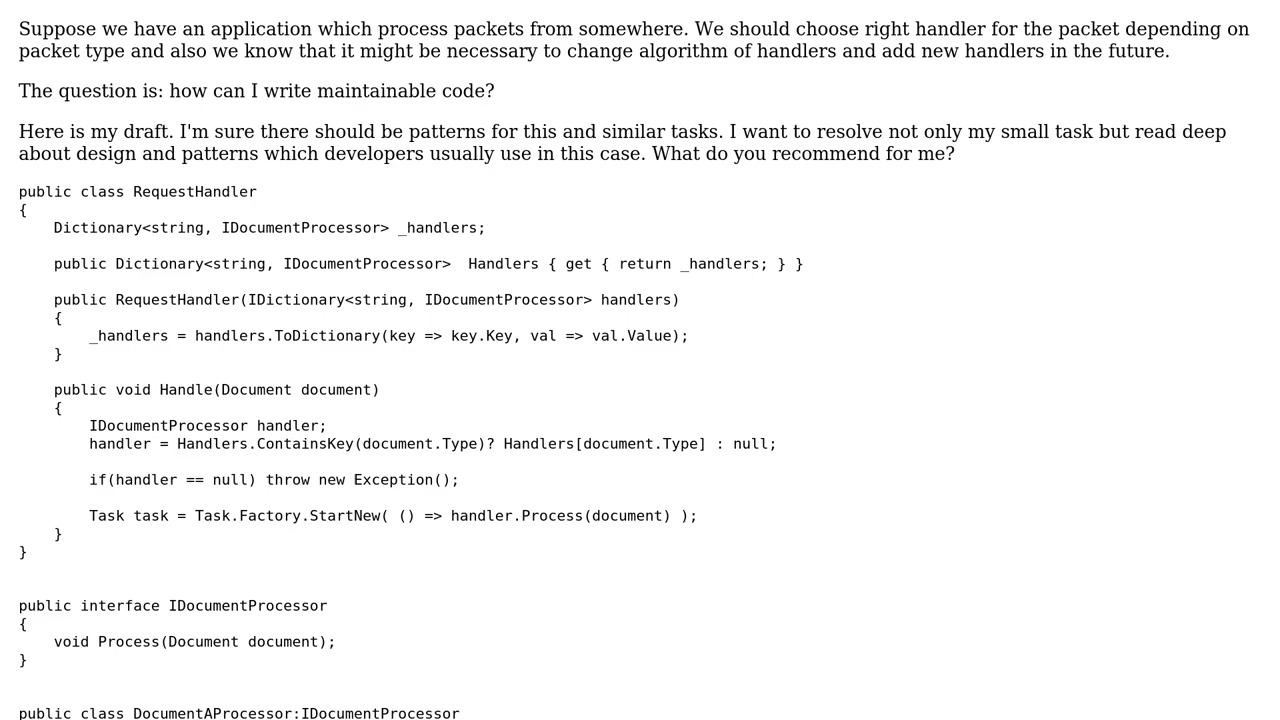 Suppose we have an application which process packets from somewhere. We should choose right handler for the packet depending on
packet type and also we know that it might be necessary to change algorithm of handlers and add new handlers in the future.
The question is: how can I write maintainable code?
Here is my draft. I'm sure there should be patterns for this and similar tasks. I want to resolve not only my small task but read deep
about design and patterns which developers usually use in this case. What do you recommend for me?
public class RequestHandler
{
    Dictionary<string, IDocumentProcessor> _handlers;
    public Dictionary<string, IDocumentProcessor>  Handlers { get { return _handlers; } }
    public RequestHandler(IDictionary<string, IDocumentProcessor> handlers)
    {
        _handlers = handlers.ToDictionary(key => key.Key, val => val.Value);
    }
    public void Handle(Document document)
    {
        IDocumentProcessor handler;
        handler = Handlers.ContainsKey(document.Type)? Handlers[document.Type] : null;
        if(handler == null) throw new Exception();
        Task task = Task.Factory.StartNew( () => handler.Process(document) );
    }
}
public interface IDocumentProcessor
{
    void Process(Document document);
}
public class DocumentAProcessor:IDocumentProcessor